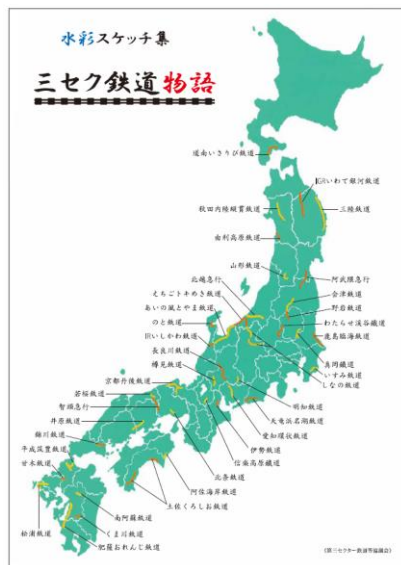 水彩スケッチ集
三セク鉄道物語
道南いさりび鉄道
IGRいわて銀河鉄道
秋田内陸縦貫鉄道
三陸鉄道
由利高原鉄道
山形鉄道
阿武隈急行
北越急行
会津鉄道
えちごトキめき鉄道
野岩鉄道
あいの風とやま鉄道
わたらせ渓谷鐵道
のと鉄道
鹿島臨海鉄道
IRいしかわ鉄道
真岡鐵道
長良川鉄道
いすみ鉄道
樽見鉄道
しなの鉄道
京都丹後鉄道
若桜鉄道
明知鉄道
智頭急行
天竜浜名湖鉄道
井原鉄道
愛知環状鉄道
錦川鉄道
伊勢鉄道
平成筑豊鉄道
信楽高原鐵道
甘木鉄道
北条鉄道
阿佐海岸鉄道
土佐くろしお鉄道
南阿蘇鉄道
松浦鉄道
くま川鉄道
肥薩おれんじ鉄道
(第三セクター鉄道等協議会)